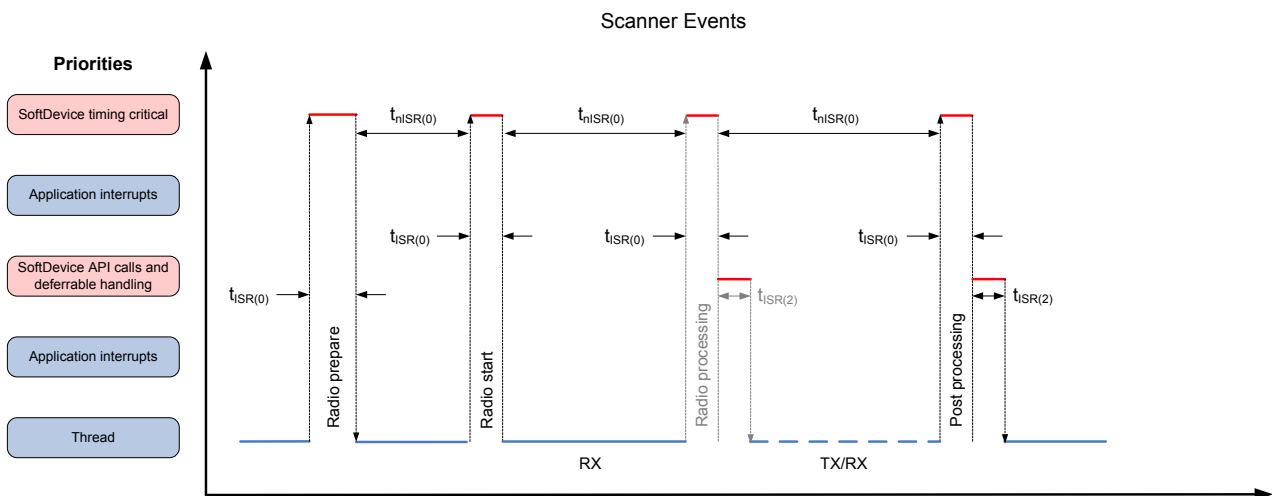 Scanner Events
Priorities
SoftDevice timing critical
Application interrupts
SoftDevice API calls and
deferrable handling
Application interrupts
Thread
tnISR(0)
tnISR(0)
tnISR(0)
tISR(0)
tISR(0)
tISR(0)
tISR(0)
tISR(2)
tISR(2)
Radio prepare
Radio start
Radio processing
Post processing
RX
TX/RX